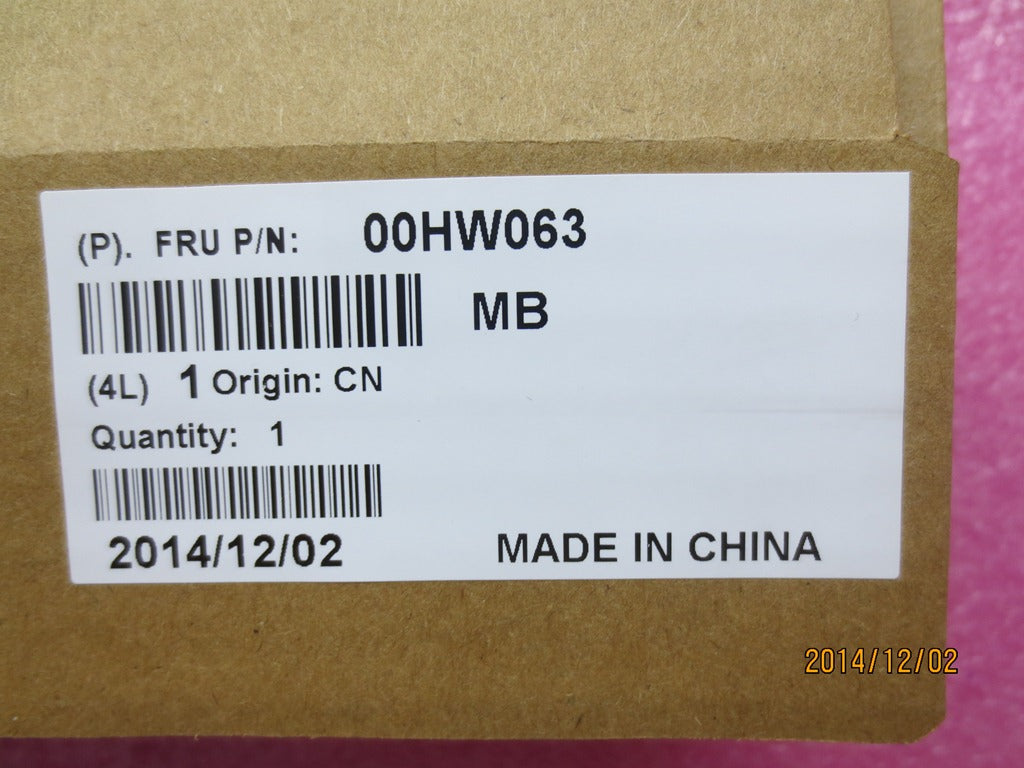 (P). FRU P/N: 00HW063
MB
(4L) 1 Origin: CN
Quantity: 1
2014/12/02 MADE IN CHINA
2014/12/02